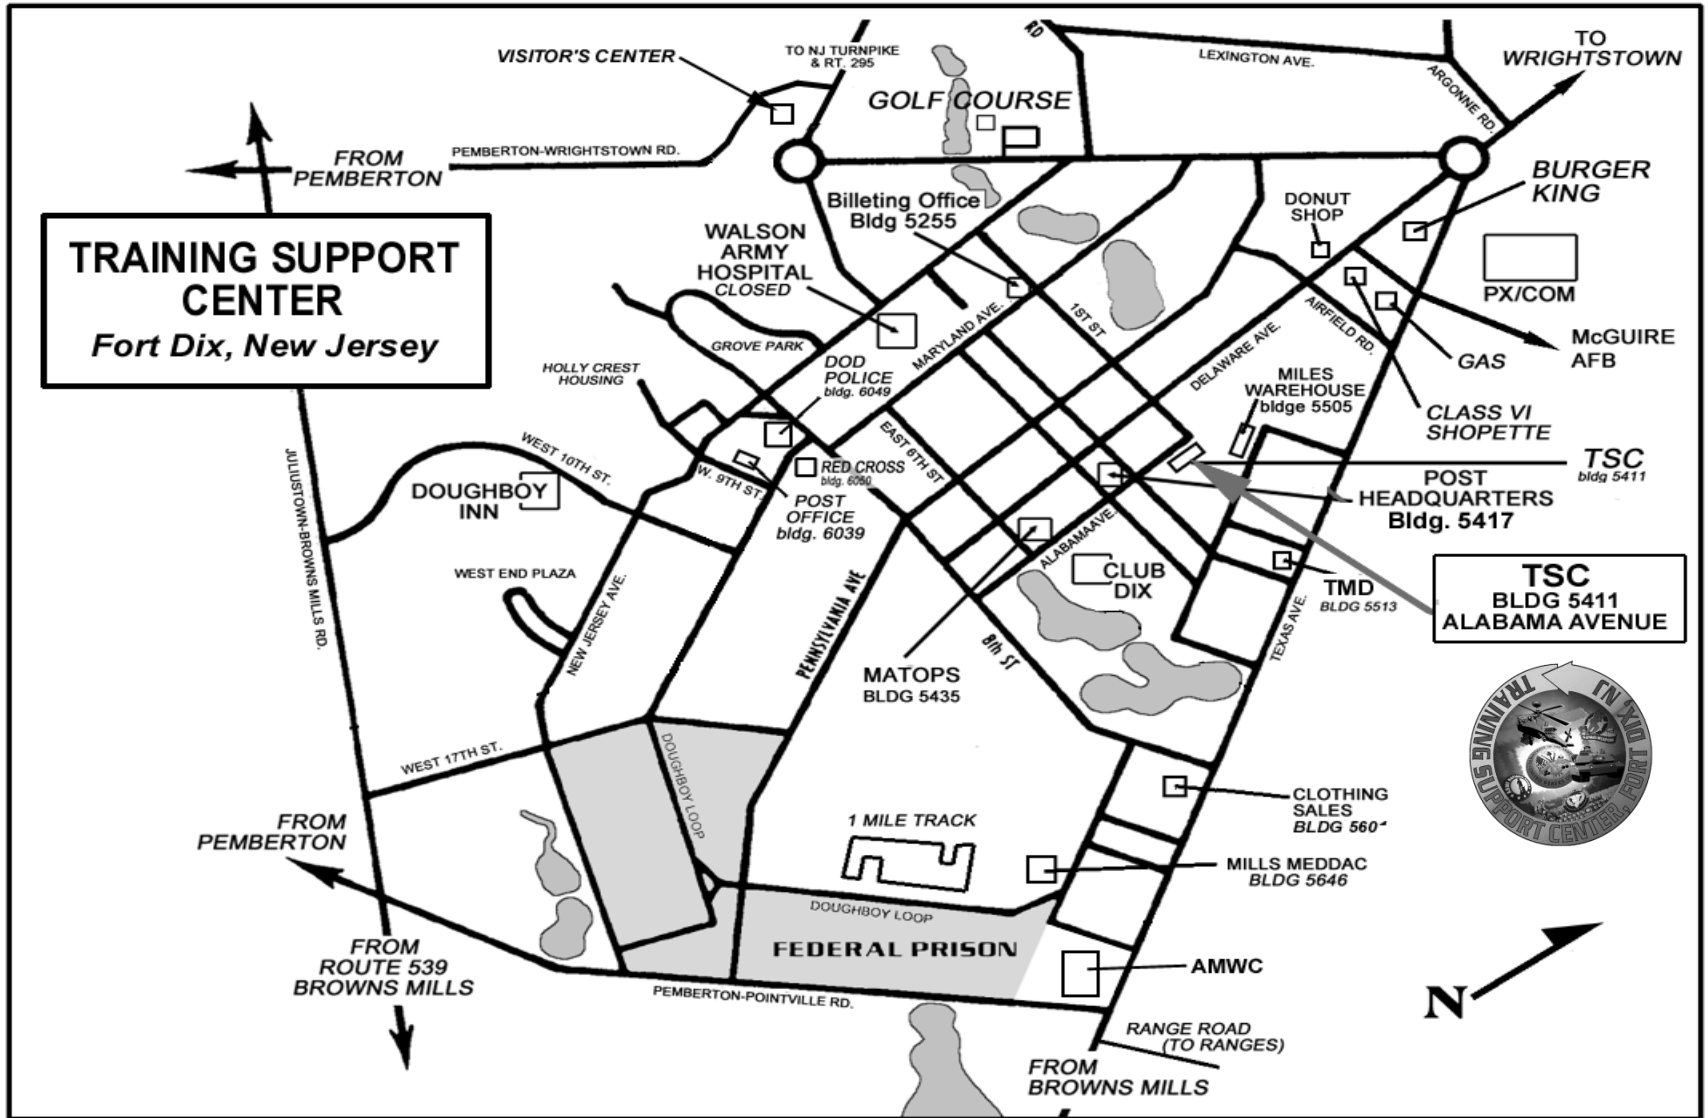 VISITOR'S CENTER
TO NJ TURNPIKE
& RT. 295
RD
LEXINGTON AVE.
ARGONNE RD.
TO
WRIGHTSTOWN
GOLF COURSE
FROM
PEMBERTON
PEMBERTON-WRIGHTSTOWN RD.
TRAINING SUPPORT
CENTER
Fort Dix, New Jersey
Billeting Office
Bldg 5255
WALSON
ARMY
HOSPITAL
CLOSED
DONUT
SHOP
BURGER
KING
PX/COM
McGUIRE
AFB
GAS
CLASS VI
SHOPETTE
AIRFIELD RD.
DELAWARE AVE.
1ST ST
MARYLAND AVE.
GROVE PARK
HOLLY CREST
HOUSING
DOD
POLICE
bldg. 6049
MILES
WAREHOUSE
bldge 5505
TSC
bldg 5411
POST
HEADQUARTERS
Bldg. 5417
EAST 6TH ST
RED CROSS
bldg. 6050
W. 9TH ST.
POST
OFFICE
bldg. 6039
WEST 10TH ST.
DOUGHBOY
INN
JULIUSTOWN-BROWNS MILLS RD.
WEST END PLAZA
NEW JERSEY AVE.
PENNSYLVANIA AVE
ALABAMA AVE.
CLUB
DIX
TMD
BLDG 5513
TSC
BLDG 5411
ALABAMA AVENUE
TEXAS AVE.
8th ST
MATOPS
BLDG 5435
TRAINING SUPPORT CENTER, FORT DIX, NJ
WEST 17TH ST.
DOUGHBOY LOOP
FROM
PEMBERTON
1 MILE TRACK
CLOTHING
SALES
BLDG
MILLS MEDDAC
BLDG 5646
DOUGHBOY LOOP
FEDERAL PRISON
AMWC
FROM
ROUTE 539
BROWNS MILLS
PEMBERTON-POINTVILLE RD.
N
RANGE ROAD
(TO RANGES)
FROM
BROWNS MILLS